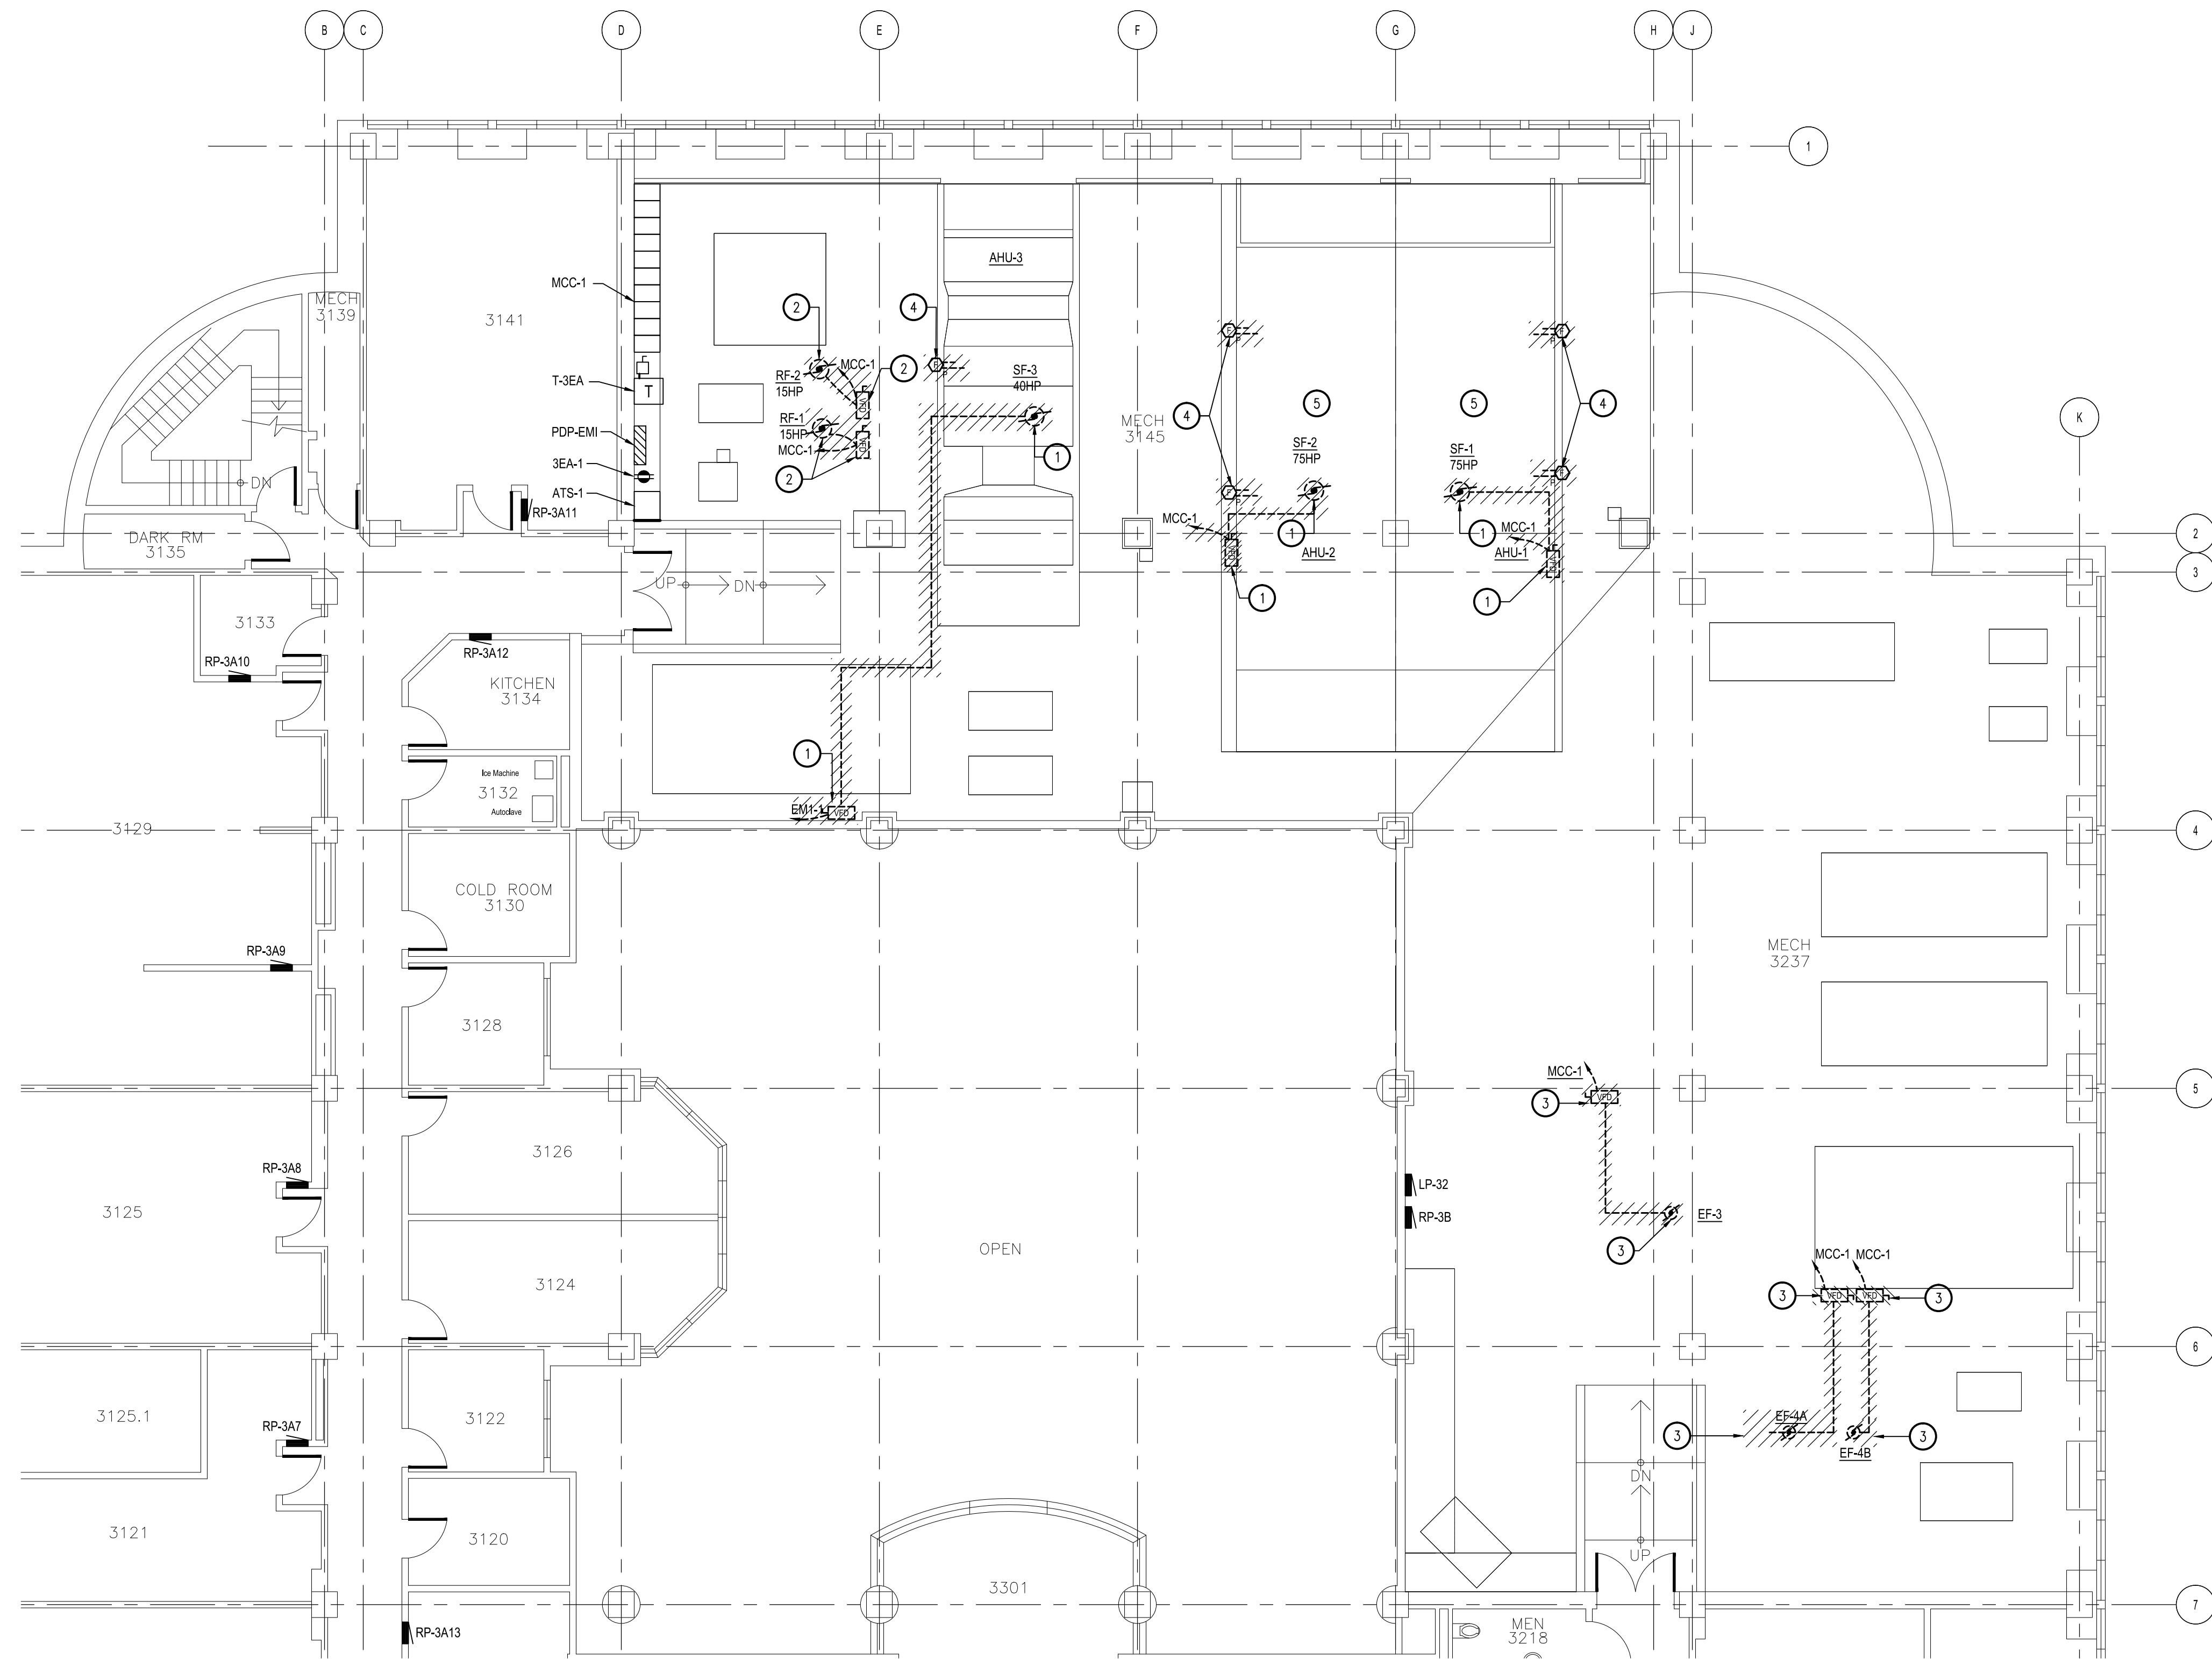 B
C
D
E
F
G
H
J
1
MECH
3139
3141
MCC-1
T-3EA
T
PDP-EMI
3EA-1
ATS-1
RP-3A11
2
4
AHU-3
RF-2
15HP
MCC-1
2
VFD
RF-1
15HP
MCC-1
VFD
2
F
P
SF-3
40HP
1
MECH
3145
4
F
P
F
P
5
5
SF-2
75HP
SF-1
75HP
F
P
F
P
4
MCC-1
1
AHU-2
VFD
1
1
MCC-1
AHU-1
VFD
1
K
2
3
DN
DARK RM
3135
UP
DN
3133
RP-3A10
RP-3A12
KITCHEN
3134
Ice Machine
3132
Autoclave
1
EM1-1
VFD
3129
4
COLD ROOM
3130
RP-3A9
MECH
3237
3128
MCC-1
VFD
3
5
3126
RP-3A8
3125
LP-32
RP-3B
EF-3
3
OPEN
3124
MCC-1
MCC-1
3
VFD
VFD
3
6
3125.1
3122
RP-3A7
EF-4A
3
EF-4B
3
DN
UP
3121
3120
3301
7
RP-3A13
MEN
3218